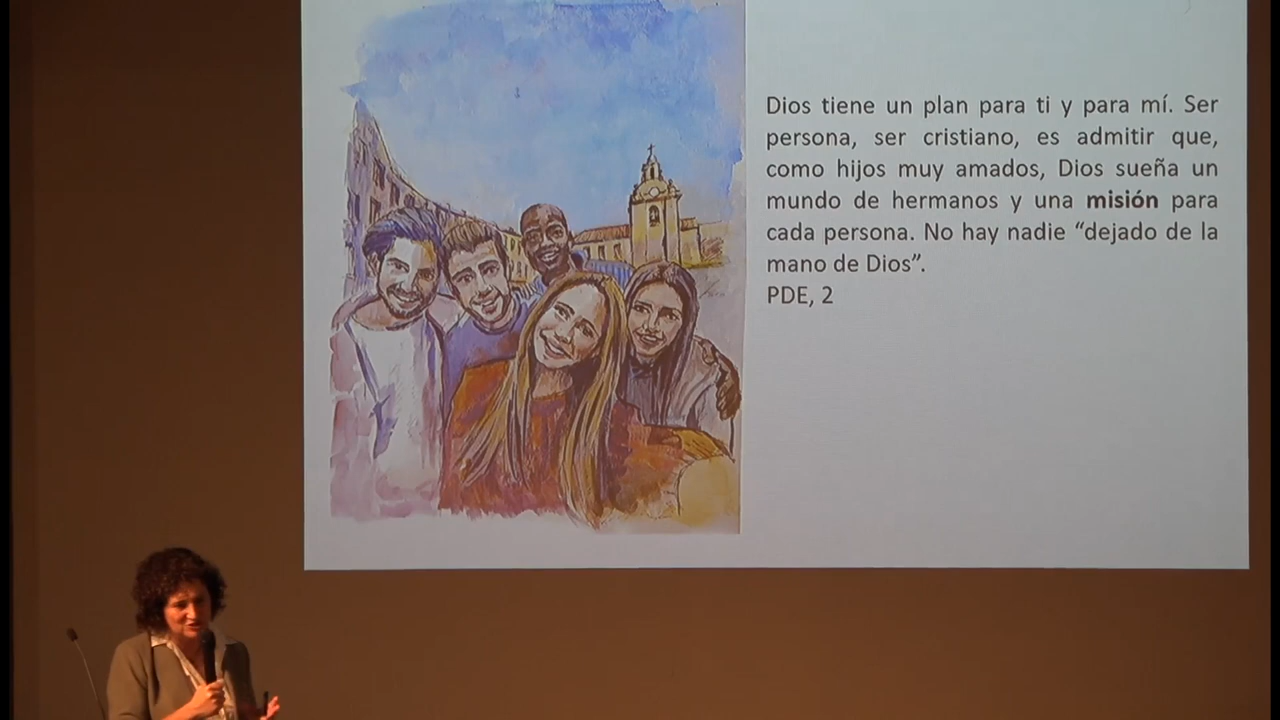 Dios tiene un plan para ti y para mí. Ser
persona, ser cristiano, es admitir que,
como hijos muy amados, Dios sueña un
mundo de hermanos y una misión para
cada persona. No hay nadie “dejado de la
mano de Dios”.
PDE, 2